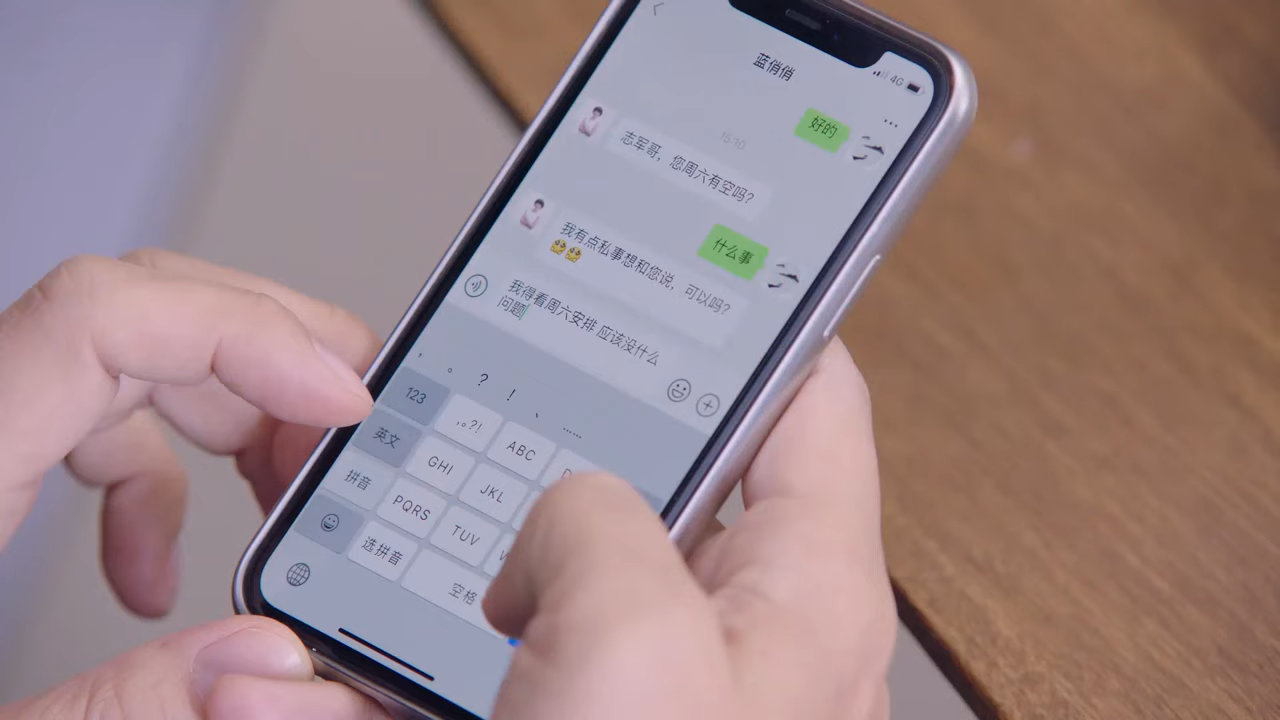 4G
蓝俏俏
好的
15:10
志军哥，您周六有空吗?
什么事
我有点私事想和您说，可以吗?
我得看周六安排 应该没什么
问题
， 。 ? ! 、 ……
123
,。?!
ABC
英文
GHI
JKL
拼音
PQRS
TUV
选拼音
空格